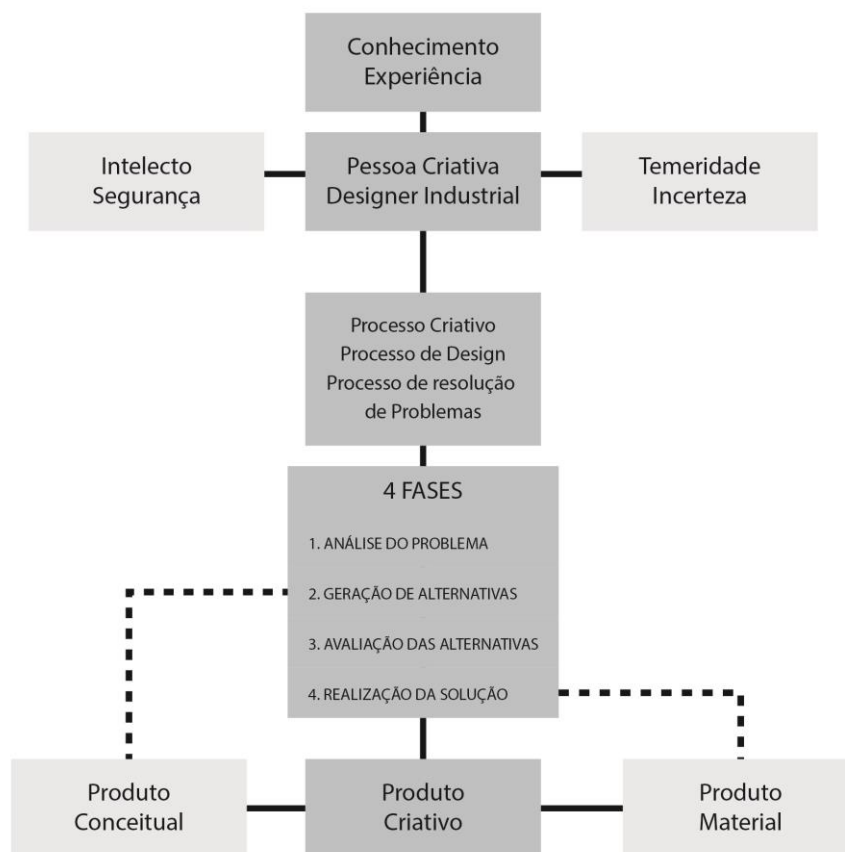 Conhecimento
Experiência
Intelecto
Segurança
Pessoa Criativa
Designer Industrial
Temeridade
Incerteza
Processo Criativo
Processo de Design
Processo de resolução
de Problemas
4 FASES
1. ANÁLISE DO PROBLEMA
2. GERAÇÃO DE ALTERNATIVAS
3. AVALIAÇÃO DAS ALTERNATIVAS
4. REALIZAÇÃO DA SOLUÇÃO
Produto
Conceitual
Produto
Criativo
Produto
Material